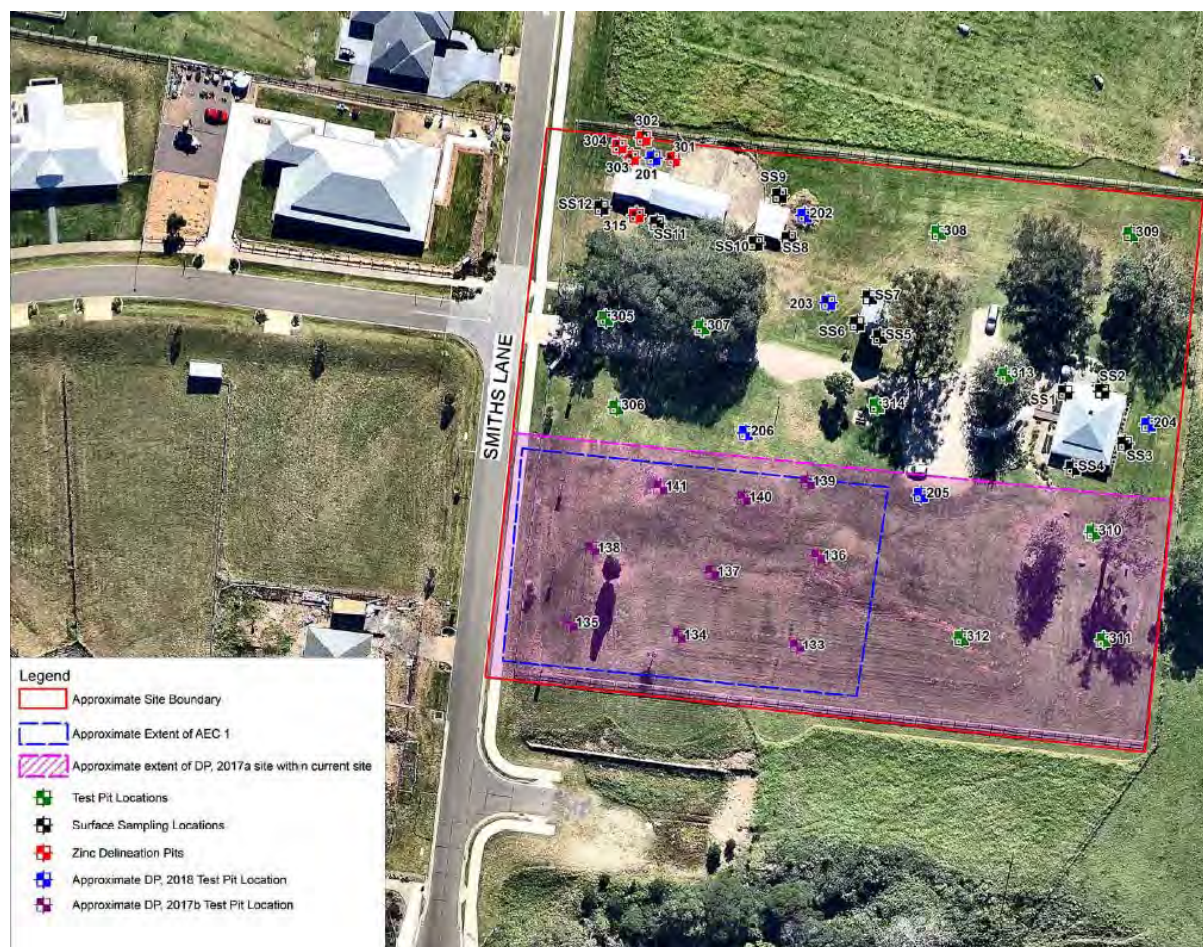 302
304
301
303
201
SS9
SS12
202
315
SS11
SS10
SS8
308
309
SS7
203
SS6
SS5
305
307
SMITHS LANE
313
SS2
SS1
306
314
204
206
SS3
SS4
139
141
140
205
310
138
136
137
135
134
133
312
311
Legend
Approximate Site Boundary
Approximate Extent of AEC 1
Approximate extent of DP, 2017a site within current site
Test Pit Locations
Surface Sampling Locations
Zinc Delineation Pits
Approximate DP, 2018 Test Pit Location
Approximate DP, 2017b Test Pit Location